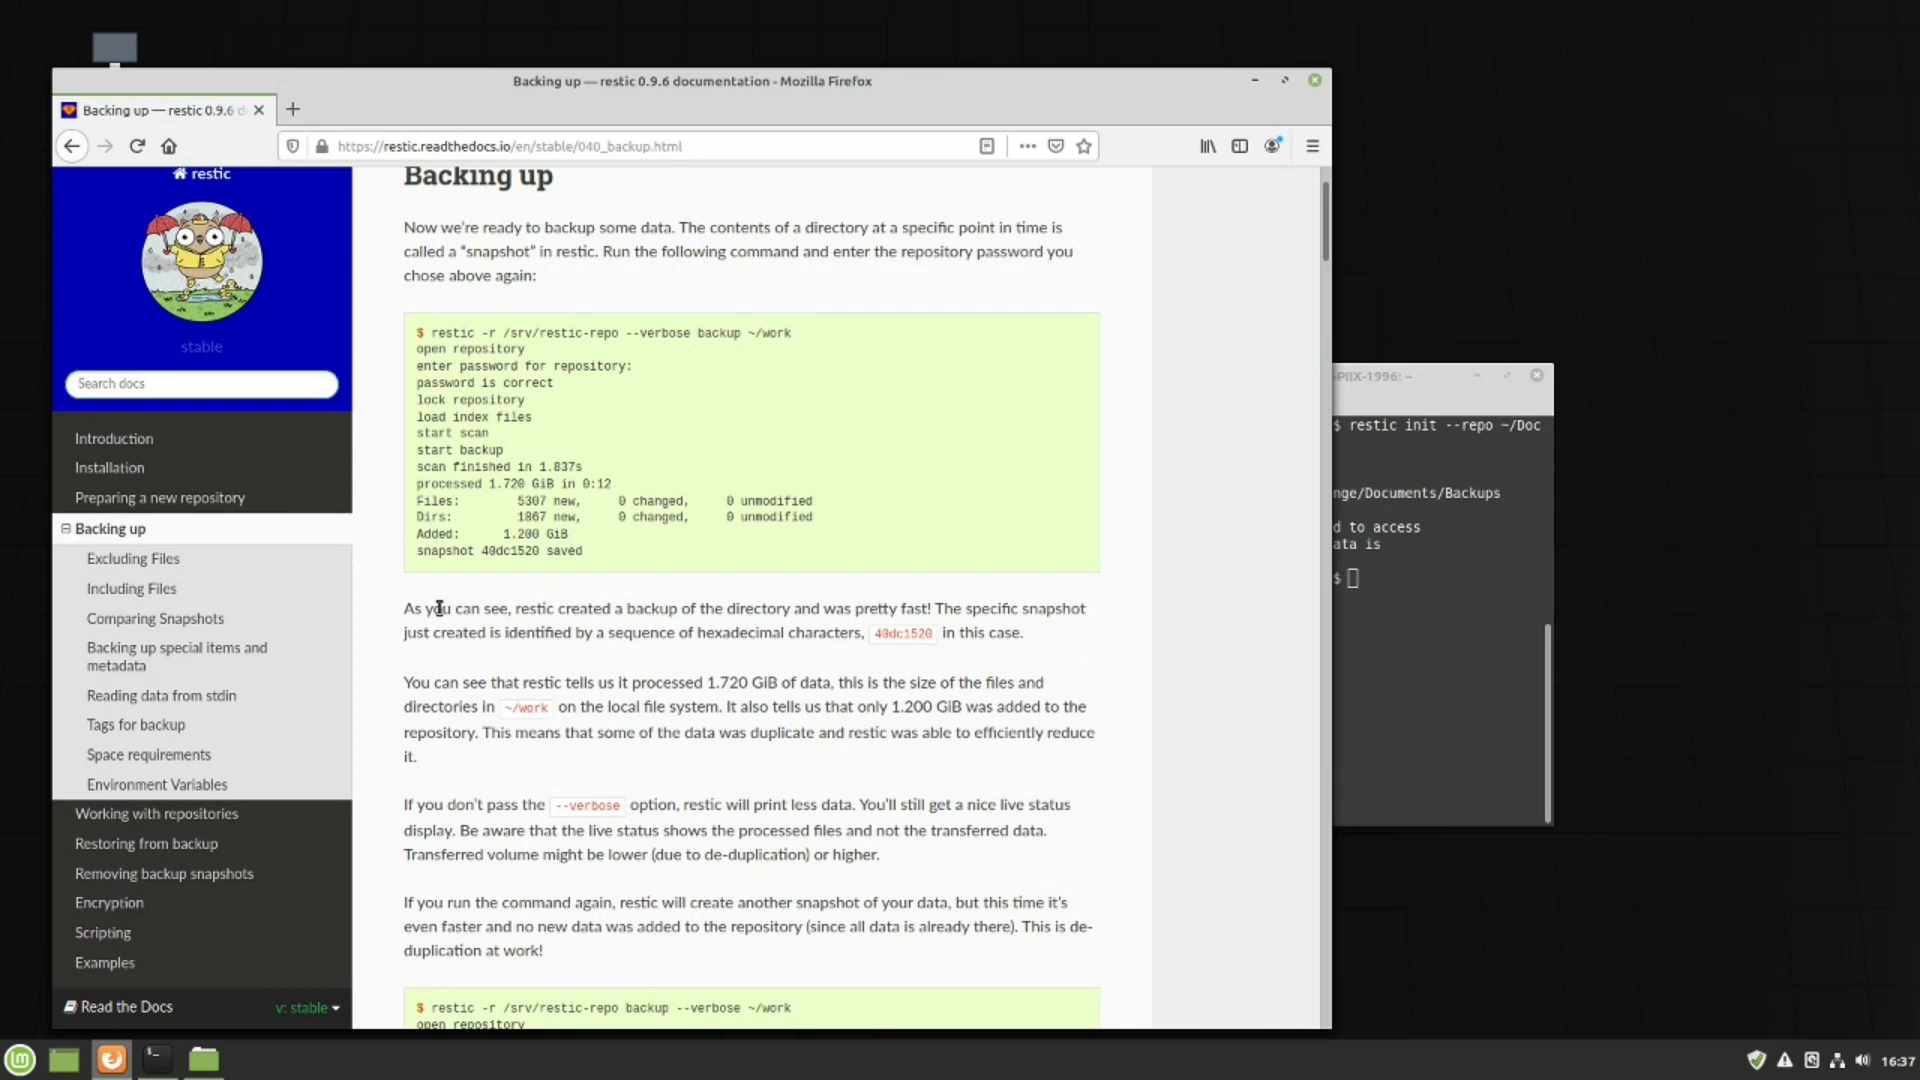 Backing up — restic 0.9.6 documentation - Mozilla Firefox
Backing up — restic 0.9.6 d
https://restic.readthedocs.io/en/stable/040_backup.html
restic
stable
Search docs
Introduction
Installation
Preparing a new repository
Backing up
Excluding Files
Including Files
Comparing Snapshots
Backing up special items and
metadata
Reading data from stdin
Tags for backup
Space requirements
Environment Variables
Working with repositories
Restoring from backup
Removing backup snapshots
Encryption
Scripting
Examples
Read the Docs
v: stable
Backing up
Now we're ready to backup some data. The contents of a directory at a specific point in time is
called a “snapshot” in restic. Run the following command and enter the repository password you
chose above again:
$ restic -r /srv/restic-repo --verbose backup ~/work
open repository
enter password for repository:
password is correct
lock repository
load index files
start scan
start backup
scan finished in 1.837s
processed 1.720 GiB in 0:12
Files: 5307 new, 0 changed, 0 unmodified
Dirs: 1867 new, 0 changed, 0 unmodified
Added: 1.200 GiB
snapshot 40dc1520 saved
As you can see, restic created a backup of the directory and was pretty fast! The specific snapshot
just created is identified by a sequence of hexadecimal characters, 40dc1520 in this case.
You can see that restic tells us it processed 1.720 GiB of data, this is the size of the files and
directories in ~/work on the local file system. It also tells us that only 1.200 GiB was added to the
repository. This means that some of the data was duplicate and restic was able to efficiently reduce
it.
If you don't pass the --verbose option, restic will print less data. You'll still get a nice live status
display. Be aware that the live status shows the processed files and not the transferred data.
Transferred volume might be lower (due to de-duplication) or higher.
If you run the command again, restic will create another snapshot of your data, but this time it's
even faster and no new data was added to the repository (since all data is already there). This is de-
duplication at work!
$ restic -r /srv/restic-repo backup --verbose ~/work
open repository
-PIIX-1996: ~
$ restic init --repo ~/Doc
nge/Documents/Backups
d to access
ata is
$
16:37